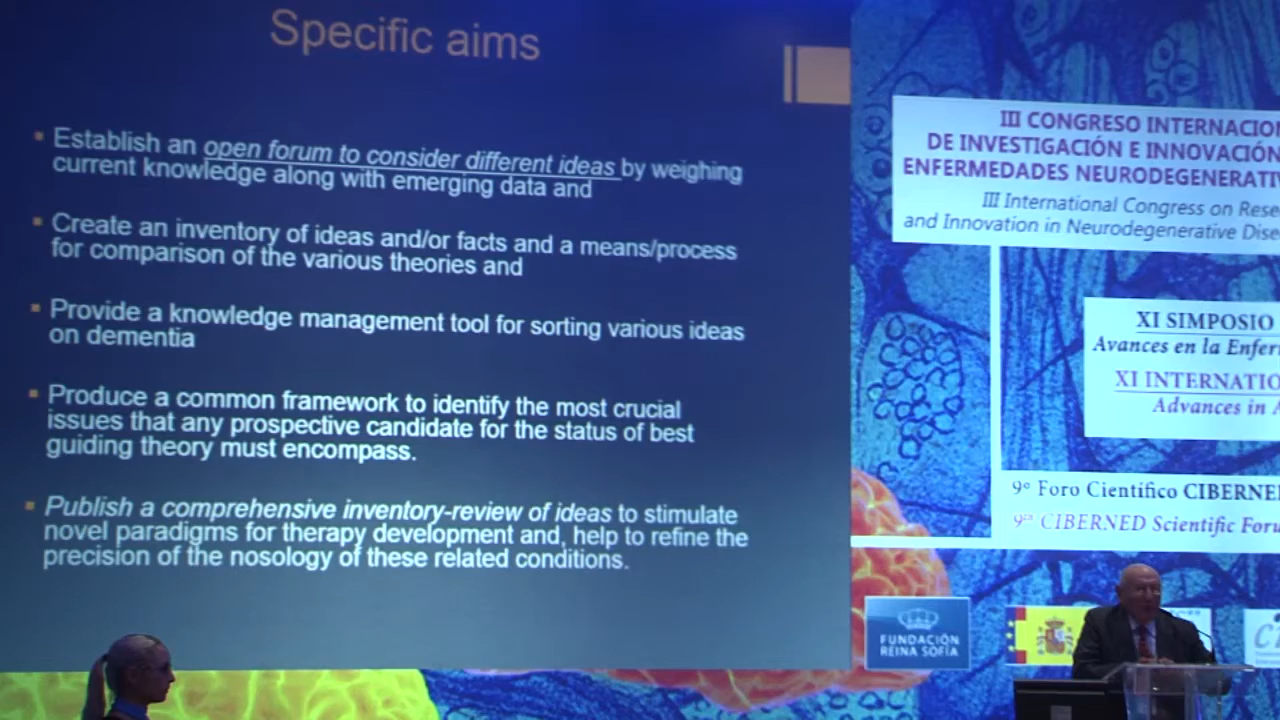 Specific aims
Establish an open forum to consider different ideas by weighing
current knowledge along with emerging data and
Create an inventory of ideas and/or facts and a means/process
for comparison of the various theories and
Provide a knowledge management tool for sorting various ideas
on dementia
Produce a common framework to identify the most crucial
issues that any prospective candidate for the status of best
guiding theory must encompass.
Publish a comprehensive inventory-review of ideas to stimulate
novel paradigms for therapy development and, help to refine the
precision of the nosology of these related conditions.
III CONGRESO INTERNACIO
DE INVESTIGACIÓN E INNOVACIÓN
ENFERMEDADES NEURODEGENERATIV
III International Congress on Rese
and Innovation in Neurodegenerative Dise
XI SIMPOSIO
Avances en la Enfer
XI INTERNATIO
Advances in A
9º Foro Científico CIBERNE
9th CIBERNED Scientific Foru
FUNDACIÓN
REINA SOFÍA